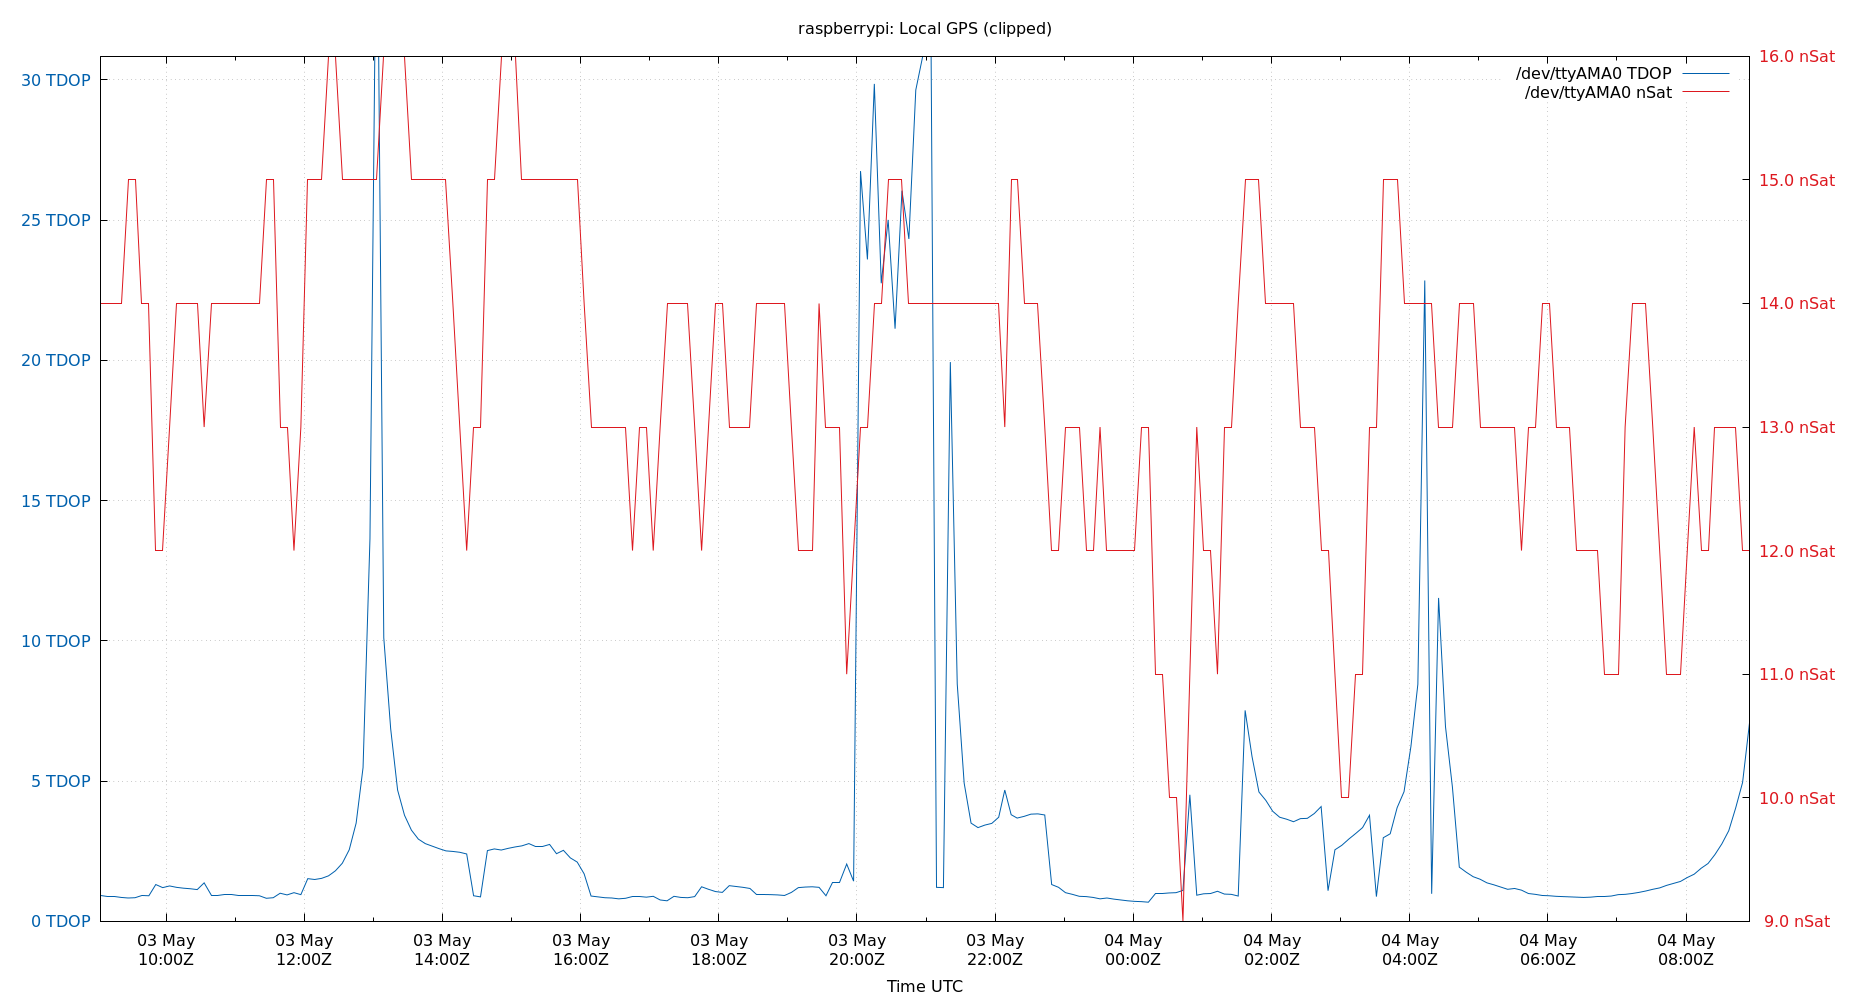 raspberrypi: Local GPS (clipped)
/dev/ttyAMA0 TDOP
/dev/ttyAMA0 nSat
30 TDOP
25 TDOP
20 TDOP
15 TDOP
10 TDOP
5 TDOP
0 TDOP
16.0 nSat
15.0 nSat
14.0 nSat
13.0 nSat
12.0 nSat
11.0 nSat
10.0 nSat
9.0 nSat
03 May
10:00Z
03 May
12:00Z
03 May
14:00Z
03 May
16:00Z
03 May
18:00Z
03 May
20:00Z
03 May
22:00Z
04 May
00:00Z
04 May
02:00Z
04 May
04:00Z
04 May
06:00Z
04 May
08:00Z
Time UTC